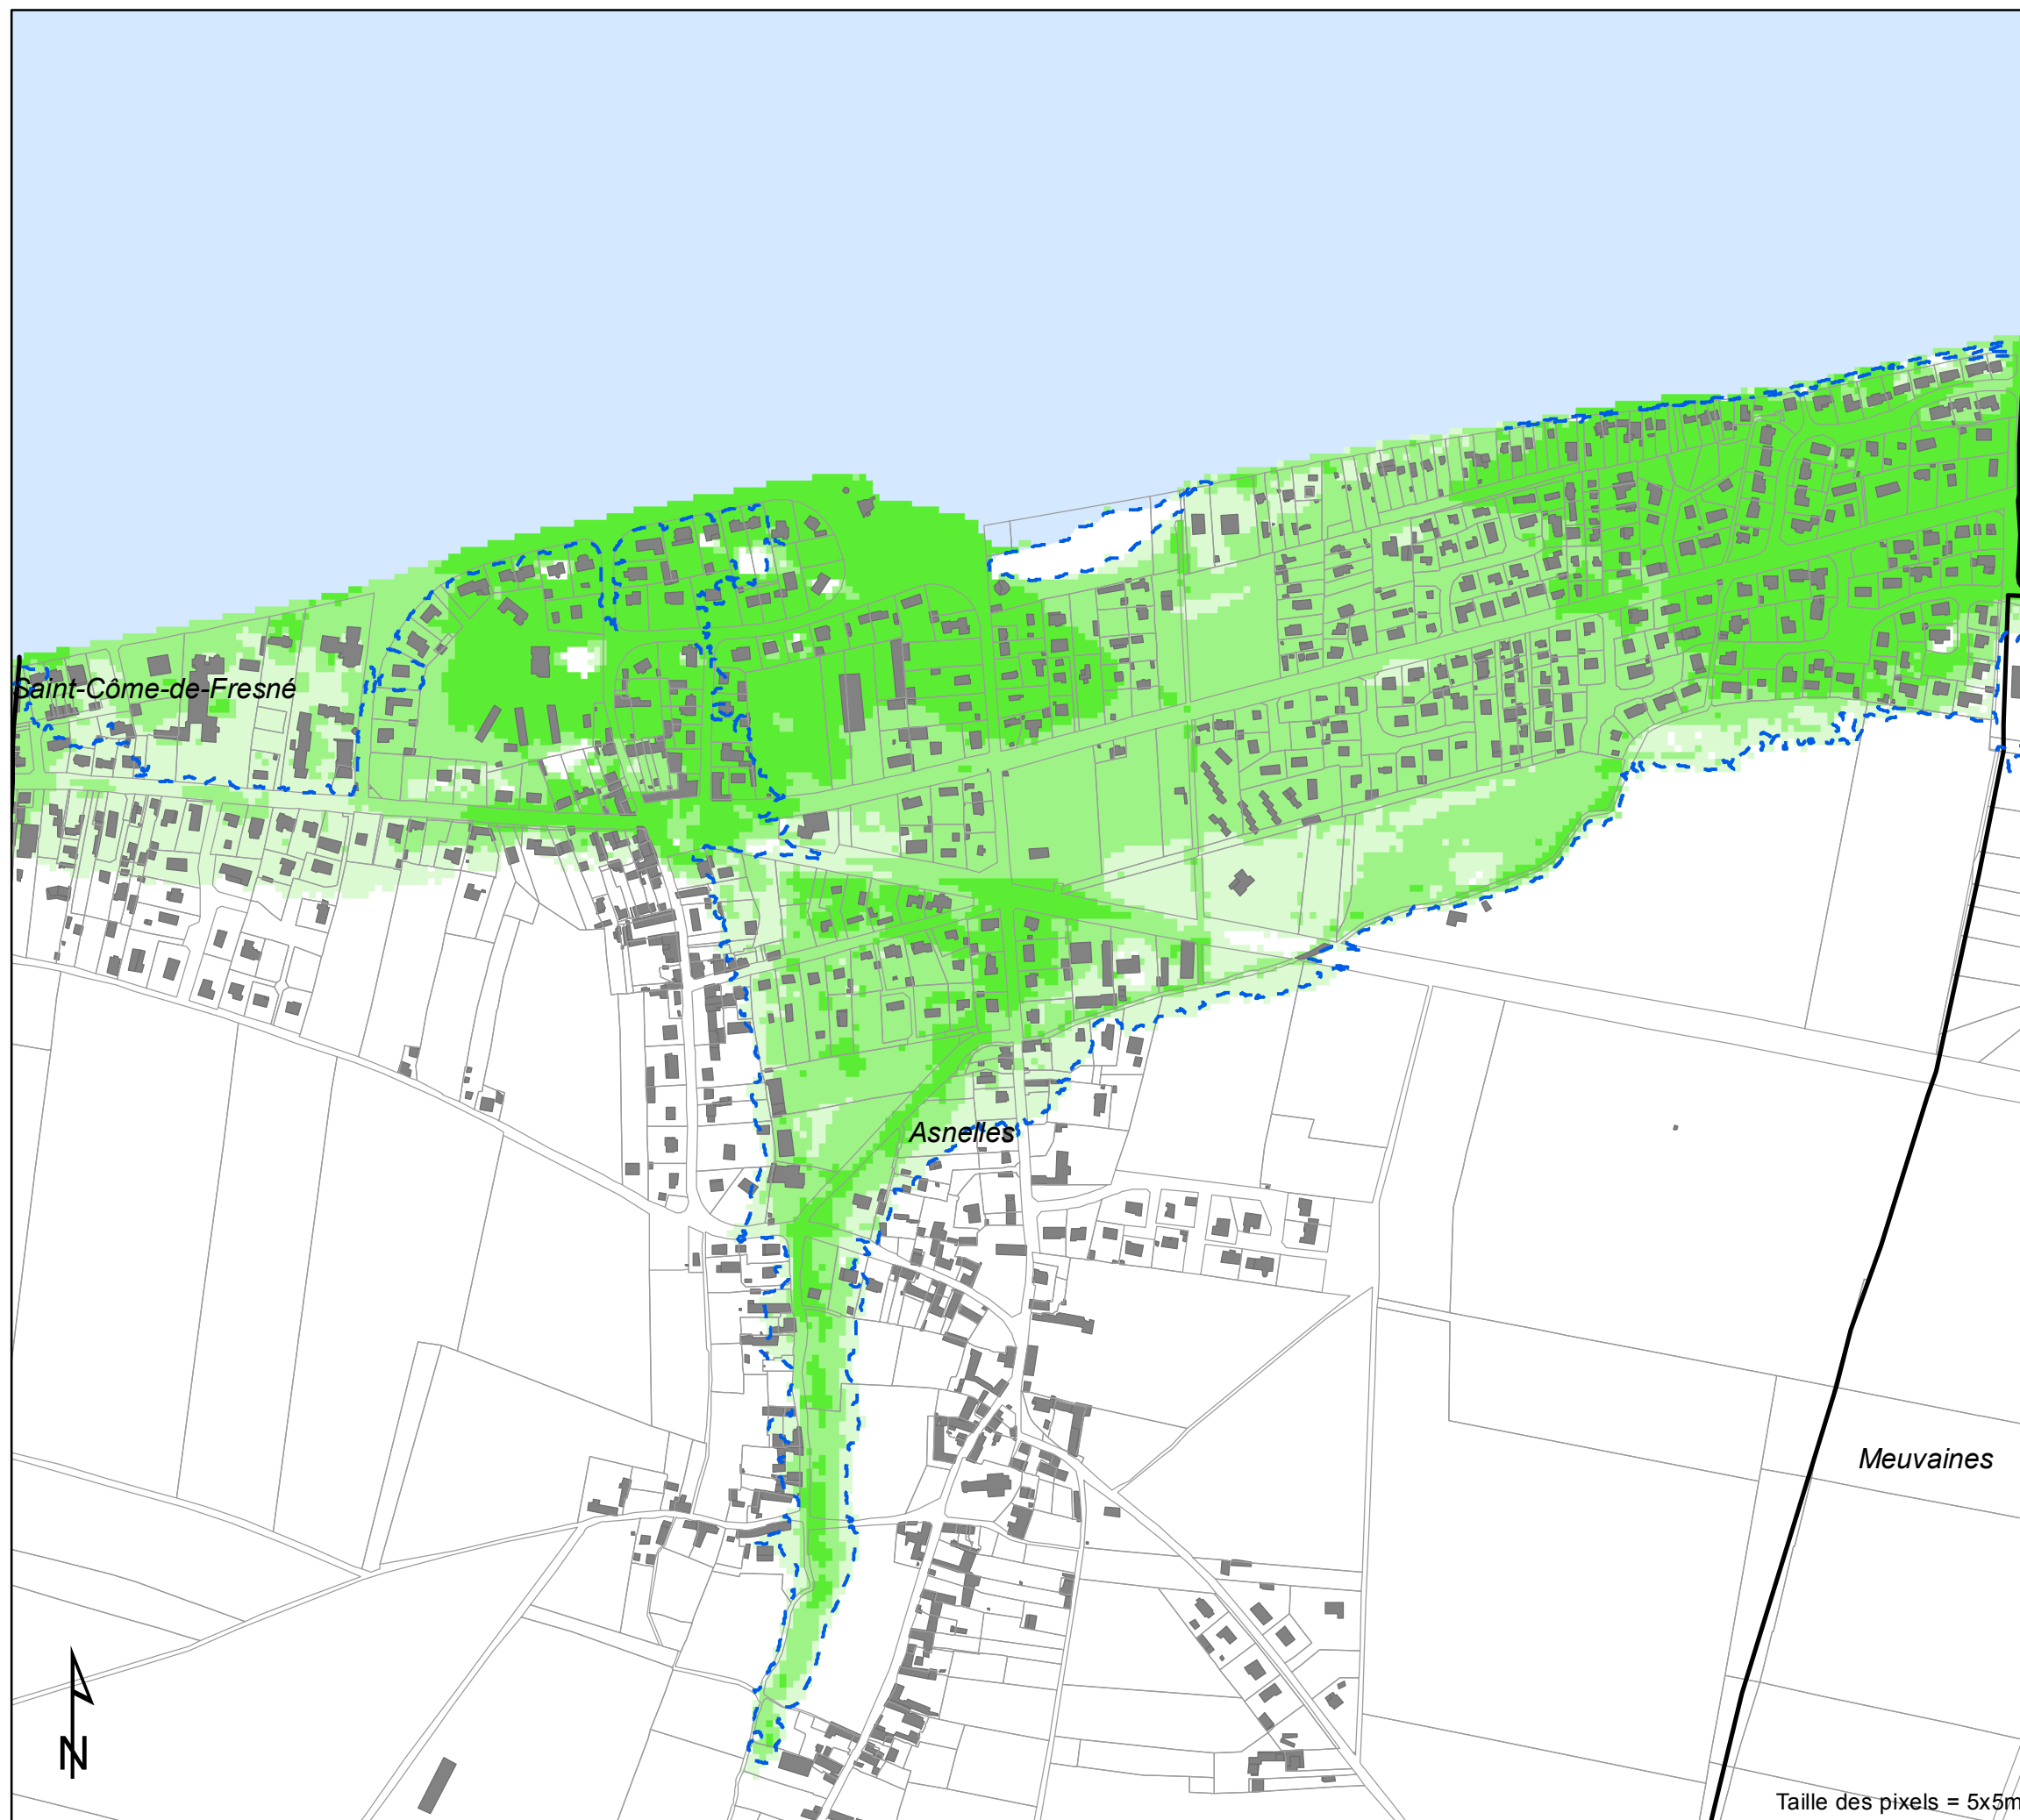 Saint-Côme-de-Fresné
Asnelles
Meuvaines
N
Taille des pixels = 5x5m